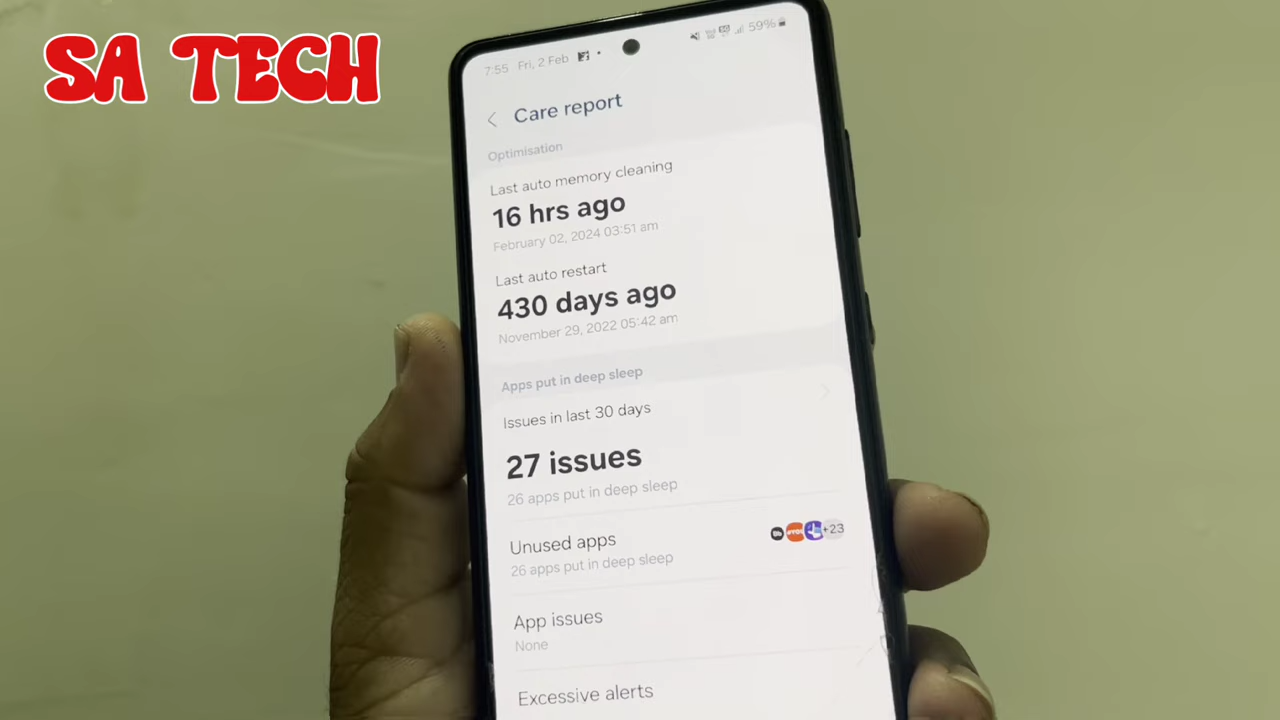 SA TECH
7:55 Fri, 2 Feb
59%
Care report
Optimisation
Last auto memory cleaning
16 hrs ago
February 02, 2024 03:51 am
Last auto restart
430 days ago
November 29, 2022 05:42 am
Apps put in deep sleep
Issues in last 30 days
27 issues
26 apps put in deep sleep
Unused apps
+23
26 apps put in deep sleep
App issues
None
Excessive alerts